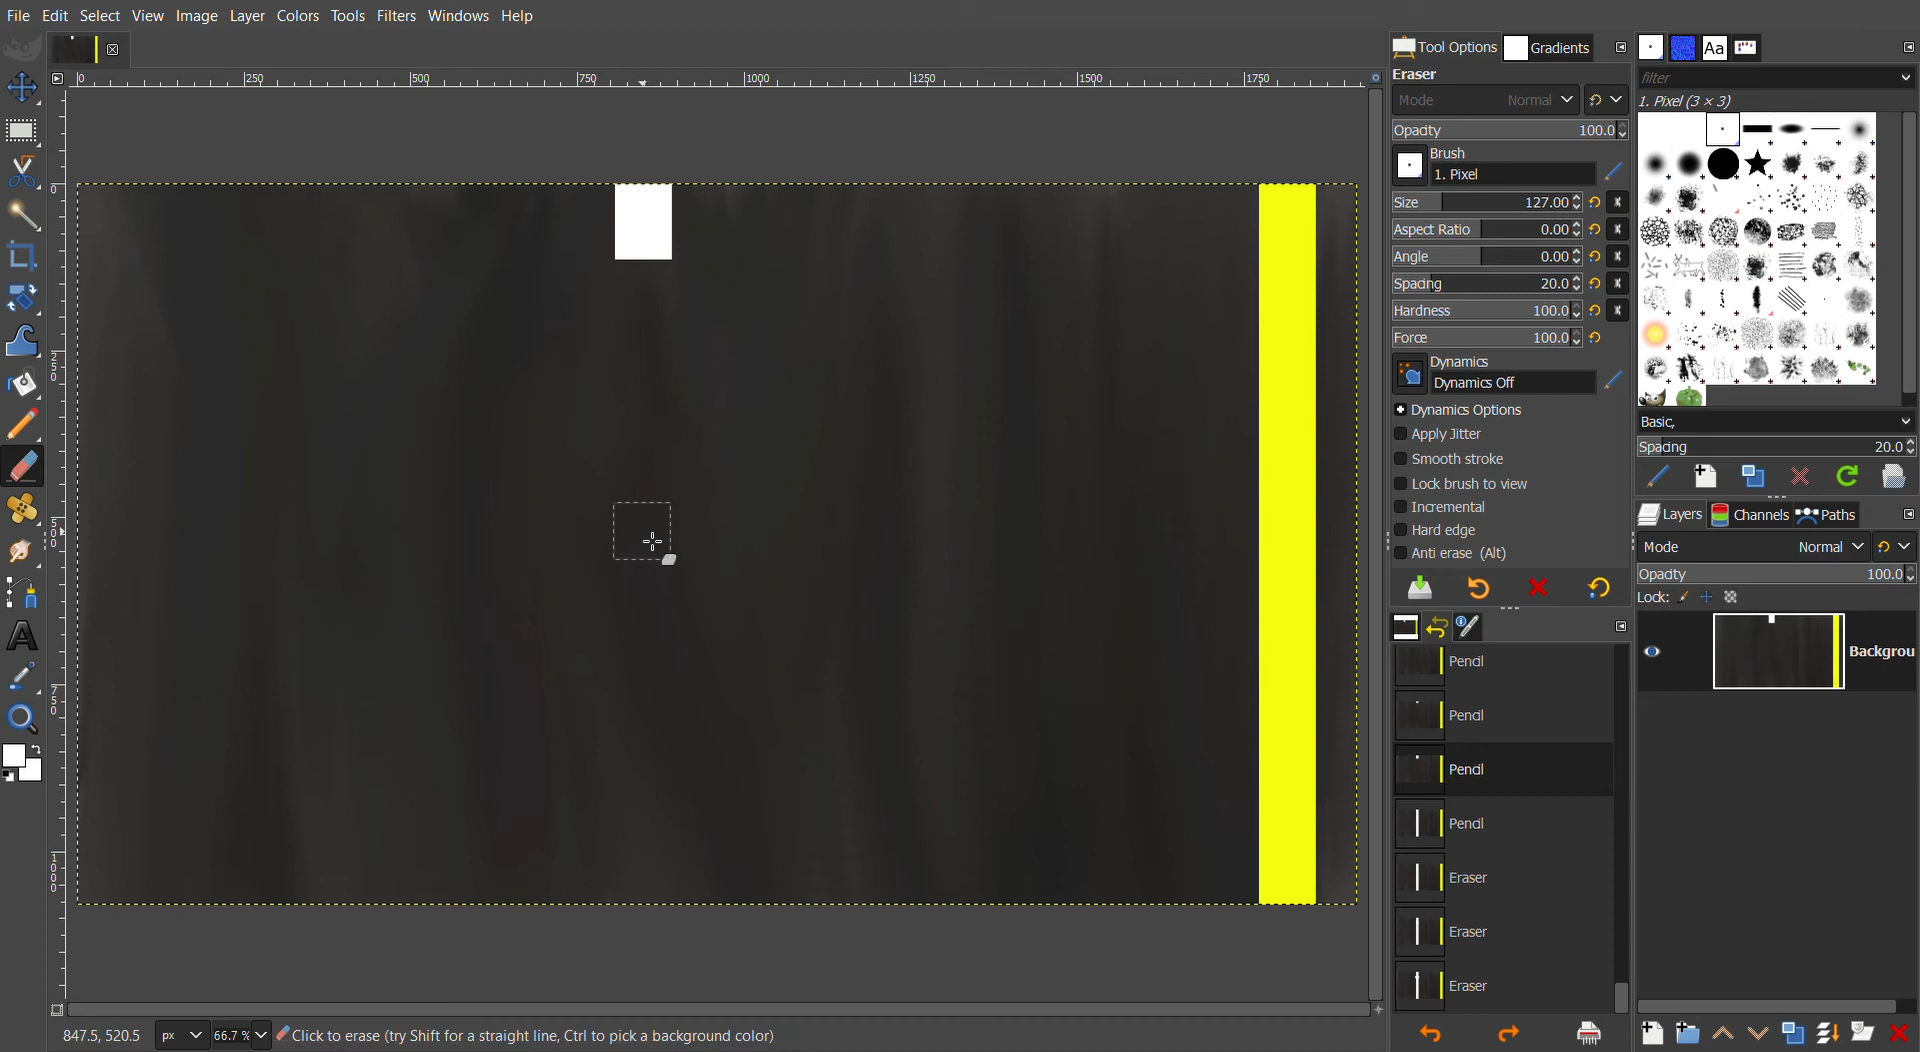 File Edit Select View Image Layer Colors Tools Filters Windows Help
Tool Options Gradients
Aa
0 250 500 750 1000 1250 1500 1750
Eraser
filter
Mode Normal
1. Pixel (3 × 3)
Opacity 100.0
Brush
1. Pixel
0
Size 127.00
Aspect Ratio 0.00
Angle 0.00
Spacing 20.0
Hardness 100.0
Force 100.0
250
Dynamics
Dynamics Off
Dynamics Options
Basic,
Apply Jitter
Spacing 20.0
Smooth stroke
Lock brush to view
Incremental
Layers Channels Paths
500
Hard edge
Mode Normal
Anti erase (Alt)
Opacity 100.0
Lock:
Backgrou
Pencil
750
Pencil
Pencil
Pencil
1000
Eraser
Eraser
Eraser
847.5, 520.5 px 66.7 % Click to erase (try Shift for a straight line, Ctrl to pick a background color)